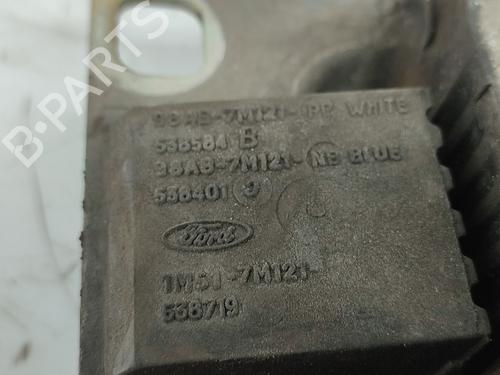 98AB-7M121-PP WHITE
538584 B
98AB-7M121-NB BLUE
538401
Ford
1M51-7M121-
538719
B-PARTS